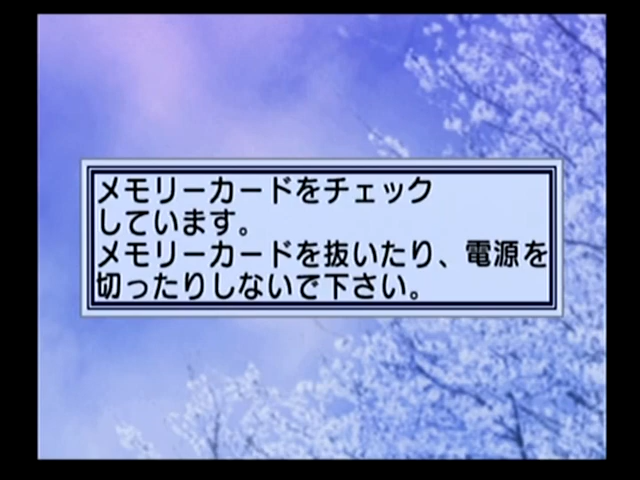 メモリーカードをチェック
しています。
メモリーカードを抜いたり、電源を
切ったりしないで下さい。